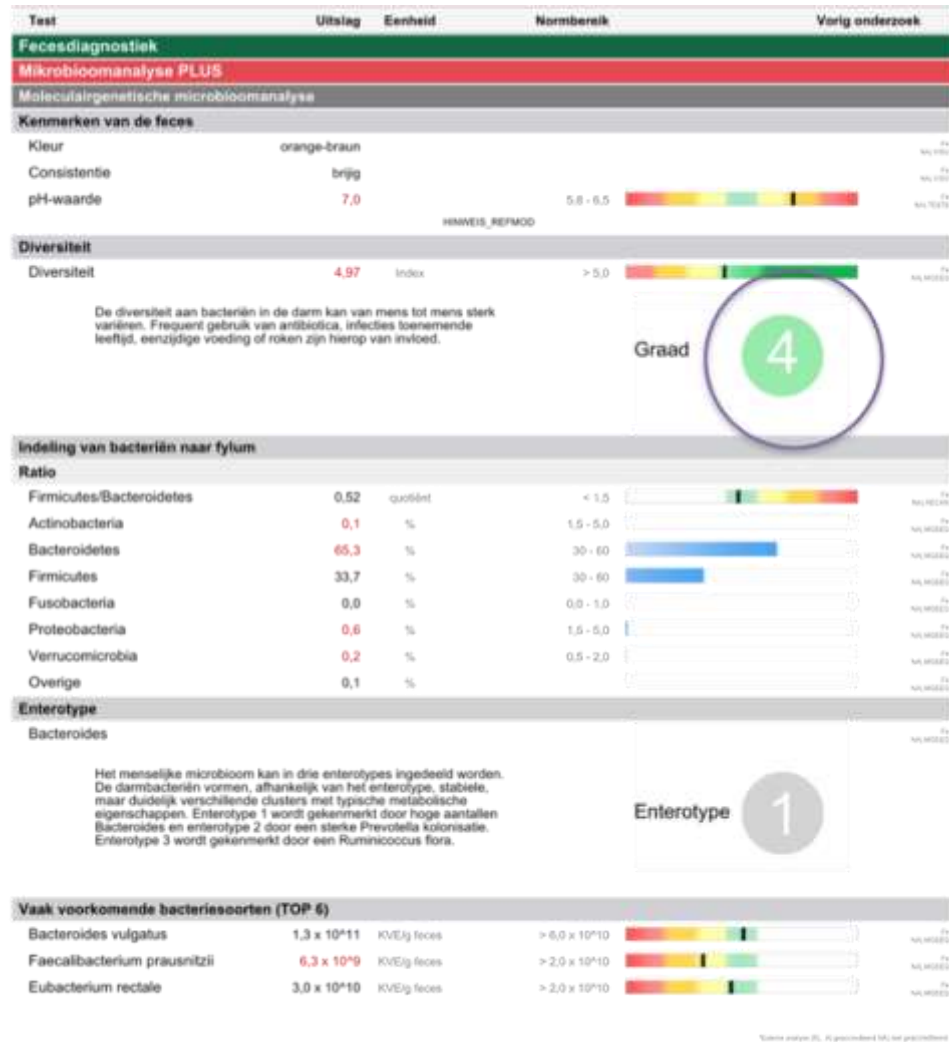 Test Uitslag Eenheid Normbereik Vorig onderzoek
Fecesdiagnostiek
Mikrobioomanalyse PLUS
Moleculairgenetische microbioomanalyse
Kenmerken van de feces
Kleur orange-braun
Consistentie brijig
pH-waarde 7,0 5,8 - 6,5
HINWEIS_REFMOD
Diversiteit
Diversiteit 4,97 Index > 5,0
De diversiteit aan bacteriën in de darm kan van mens tot mens sterk
variëren. Frequent gebruik van antibiotica, infecties toenemende
leeftijd, eenzijdige voeding of roken zijn hierop van invloed.
Graad 4
Indeling van bacteriën naar fylum
Ratio
Firmicutes/Bacteroidetes 0,52 quotiënt < 1,5
Actinobacteria 0,1 % 1,5 - 5,0
Bacteroidetes 65,3 % 30 - 60
Firmicutes 33,7 % 30 - 60
Fusobacteria 0,0 % 0,0 - 1,0
Proteobacteria 0,6 % 1,5 - 5,0
Verrucomicrobia 0,2 % 0,5 - 2,0
Overige 0,1 %
Enterotype
Bacteroides
Het menselijke microbioom kan in drie enterotypes ingedeeld worden.
De darmbacteriën vormen, afhankelijk van het enterotype, stabiele,
maar duidelijk verschillende clusters met typische metabolische
eigenschappen. Enterotype 1 wordt gekenmerkt door hoge aantallen
Bacteroides en enterotype 2 door een sterke Prevotella kolonisatie.
Enterotype 3 wordt gekenmerkt door een Ruminicoccus flora.
Enterotype 1
Vaak voorkomende bacteriesoorten (TOP 6)
Bacteroides vulgatus 1,3 x 10^11 KVE/g feces > 6,0 x 10^10
Faecalibacterium prausnitzii 6,3 x 10^9 KVE/g feces > 2,0 x 10^10
Eubacterium rectale 3,0 x 10^10 KVE/g feces > 2,0 x 10^10